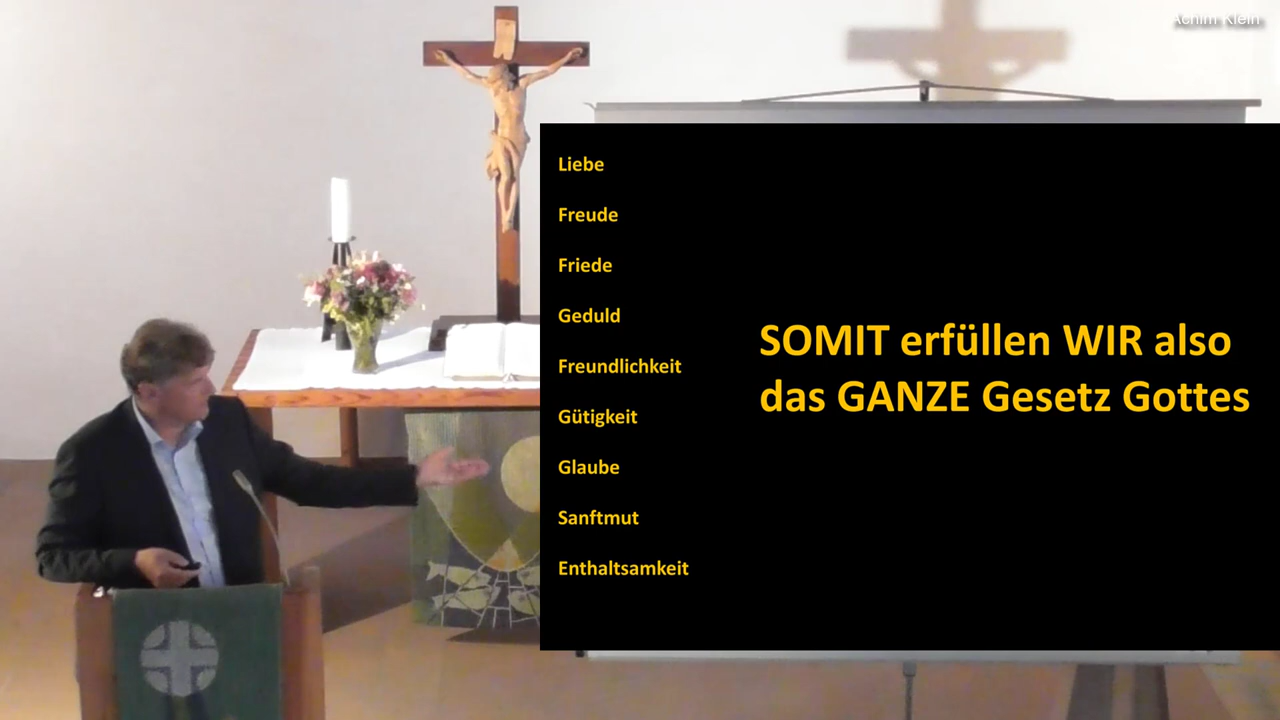 Achim Klein
Liebe
Freude
Friede
Geduld
Freundlichkeit
Gütigkeit
Glaube
Sanftmut
Enthaltsamkeit
SOMIT erfüllen WIR also
das GANZE Gesetz Gottes